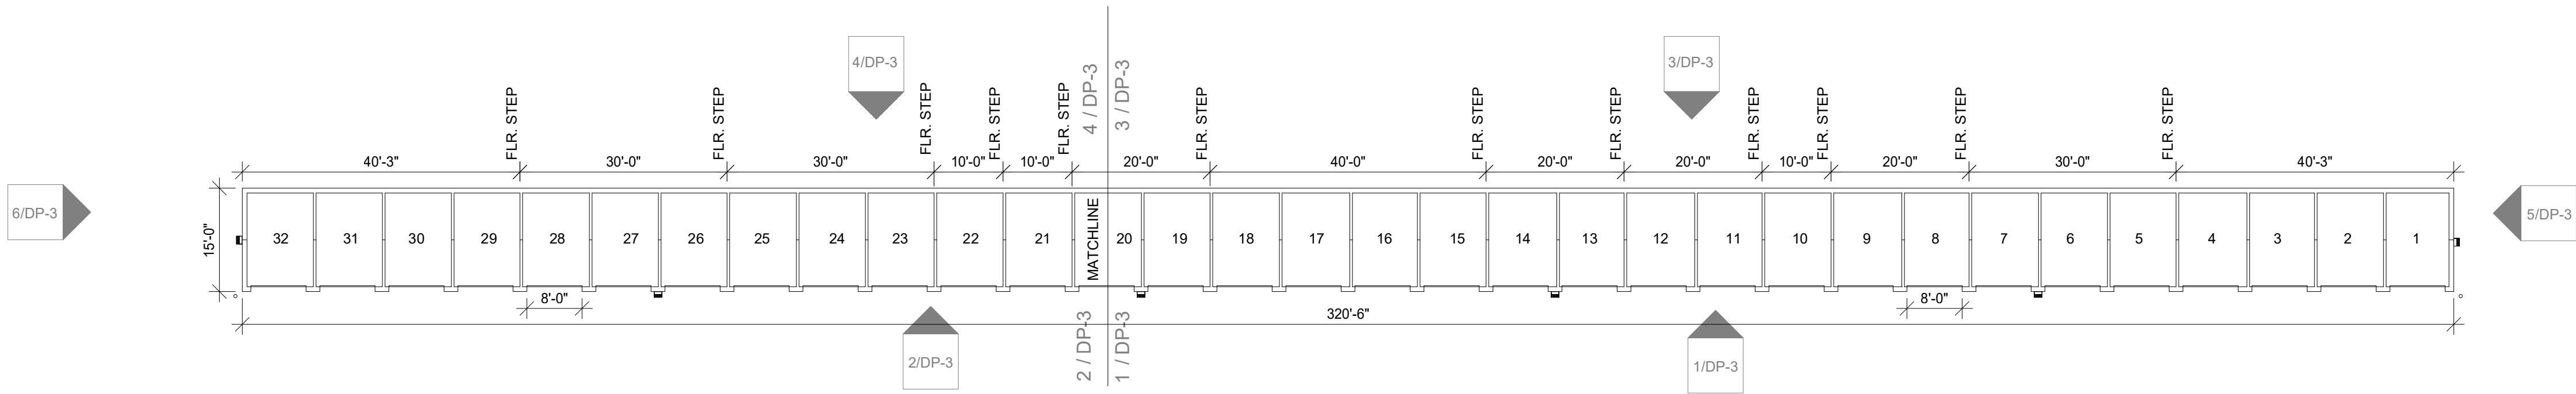 4/DP-3
3/DP-3
FLR. STEP
FLR. STEP
FLR. STEP
FLR. STEP
FLR. STEP
4 / DP-3
3 / DP-3
FLR. STEP
FLR. STEP
FLR. STEP
FLR. STEP
FLR. STEP
FLR. STEP
FLR. STEP
40'-3"
30'-0"
30'-0"
10'-0"
10'-0"
20'-0"
40'-0"
20'-0"
20'-0"
10'-0"
20'-0"
30'-0"
40'-3"
6/DP-3
5/DP-3
15'-0"
32
31
30
29
28
27
26
25
24
23
22
21
MATCHLINE
20
19
18
17
16
15
14
13
12
11
10
9
8
7
6
5
4
3
2
1
8'-0"
8'-0"
320'-6"
2 / DP-3
1 / DP-3
2/DP-3
1/DP-3